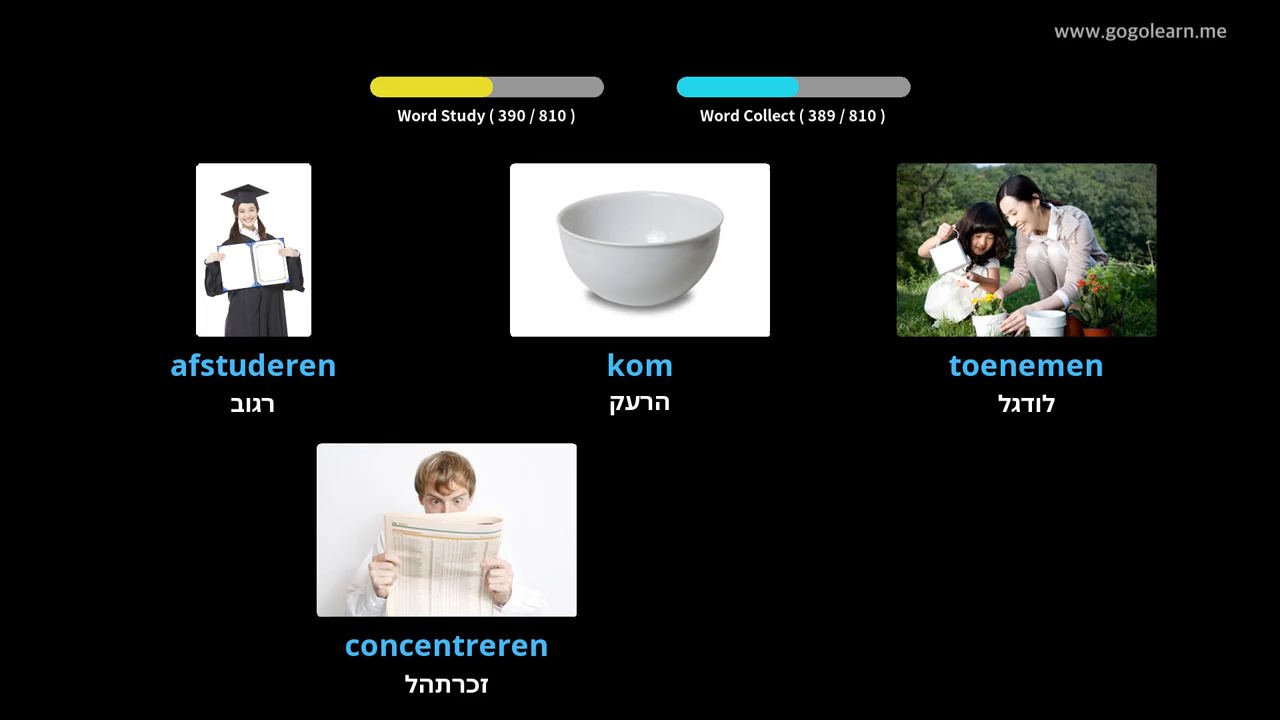 www.gogolearn.me
Word Study ( 390 / 810 )
Word Collect ( 389 / 810 )
afstuderen
רגוב
kom
הרעק
toenemen
לודגל
concentreren
זכרתהל